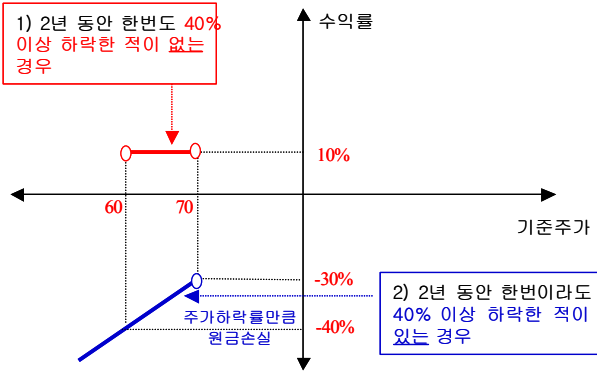 1) 2년 동안 한번도 40%
이상 하락한 적이 없는
경우
수익률
10%
60
70
기준주가
-30%
2) 2년 동안 한번이라도
40% 이상 하락한 적이
있는 경우
주가하락률만큼
원금손실
-40%